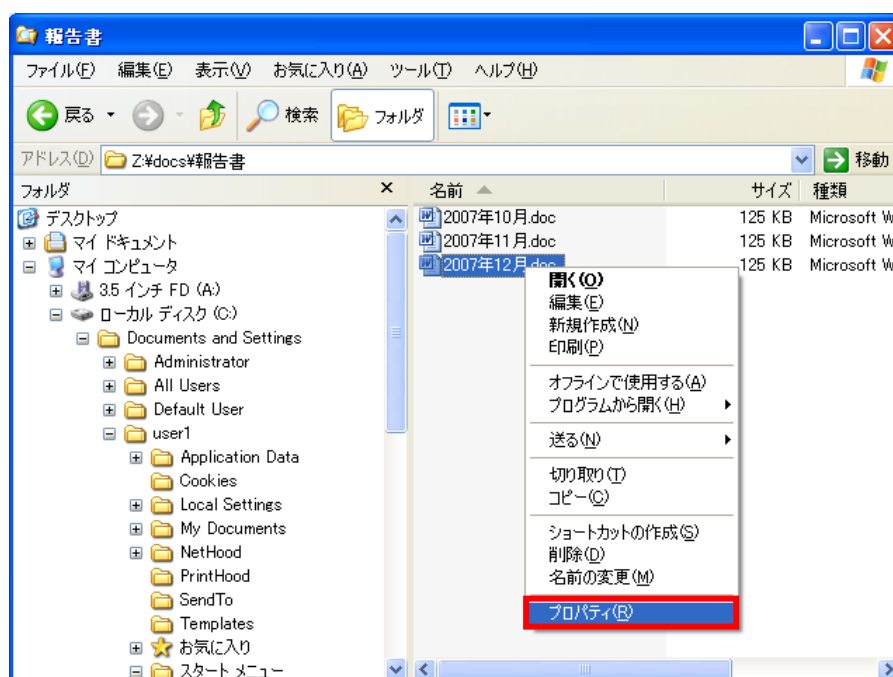 報告書
ファイル(F) 編集(E) 表示(V) お気に入り(A) ツール(T) ヘルプ(H)
戻る 検索 フォルダ
アドレス(D) Z:¥docs¥報告書 移動
フォルダ × 名前 サイズ 種類
デスクトップ
マイ ドキュメント
マイ コンピュータ
3.5 インチ FD (A:)
ローカル ディスク (C:)
Documents and Settings
Administrator
All Users
Default User
user1
Application Data
Cookies
Local Settings
My Documents
NetHood
PrintHood
SendTo
Templates
お気に入り
スタート メニュー
2007年10月.doc 125 KB Microsoft W
2007年11月.doc 125 KB Microsoft W
2007年12月.doc 125 KB Microsoft W
開く(O)
編集(E)
新規作成(N)
印刷(P)
オフラインで使用する(A)
プログラムから開く(H)
送る(N)
切り取り(T)
コピー(C)
ショートカットの作成(S)
削除(D)
名前の変更(M)
プロパティ(R)